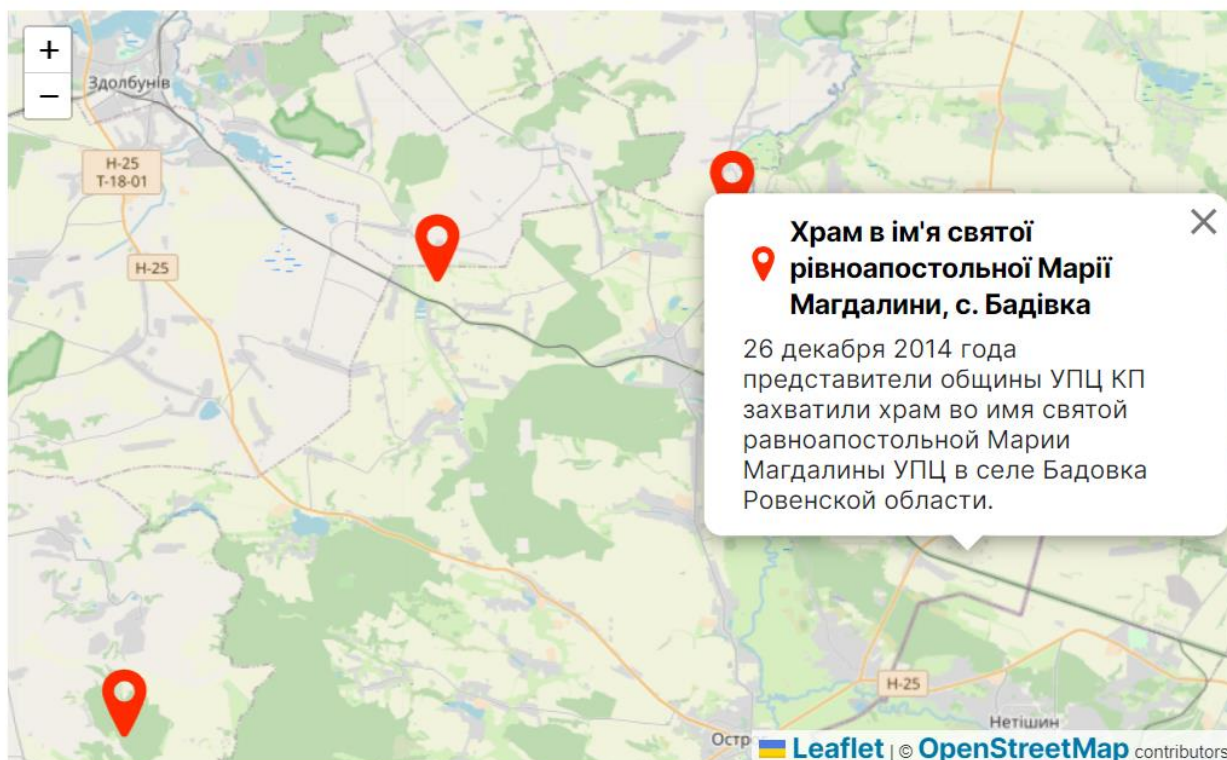 +
−
Здолбунів
Н-25
Т-18-01
Н-25
Храм в ім'я святої
рівноапостольної Марії
Магдалини, с. Бадівка
26 декабря 2014 года
представители общины УПЦ КП
захватили храм во имя святой
равноапостольной Марии
Магдалины УПЦ в селе Бадовка
Ровенской области.
Н-25
Нетішин
Leaflet | © OpenStreetMap contributors